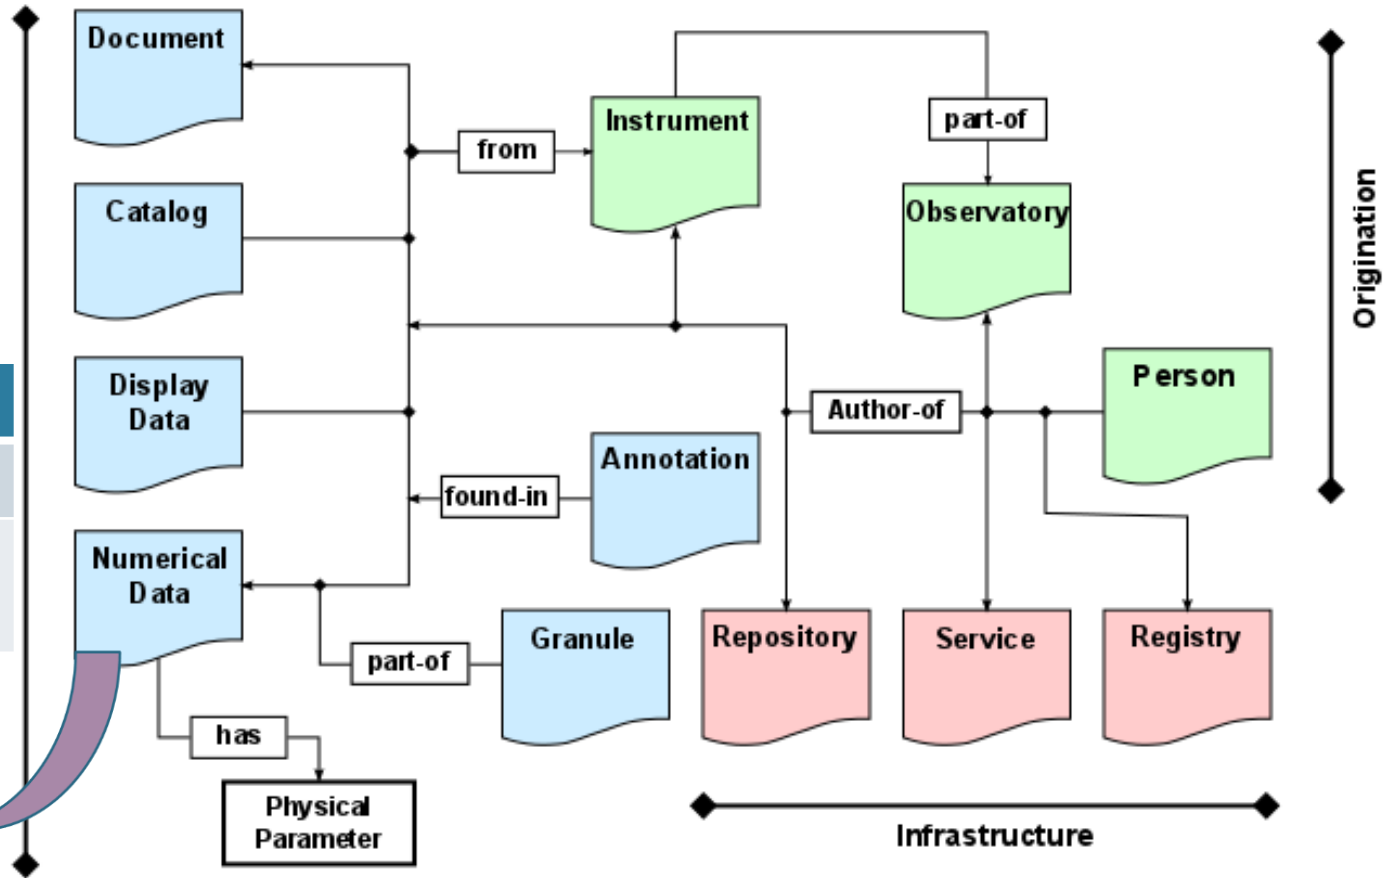 Document
Instrument
part-of
from
Catalog
Observatory
Origination
Display
Data
Person
Author-of
Annotation
found-in
Numerical
Data
Granule
Repository
Service
Registry
part-of
has
Physical
Parameter
Infrastructure